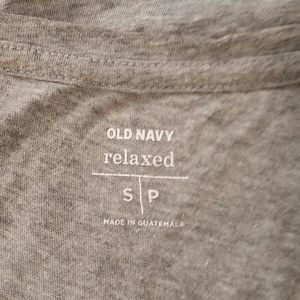 OLD NAVY
relaxed
S P
MADE IN GUATEMALA